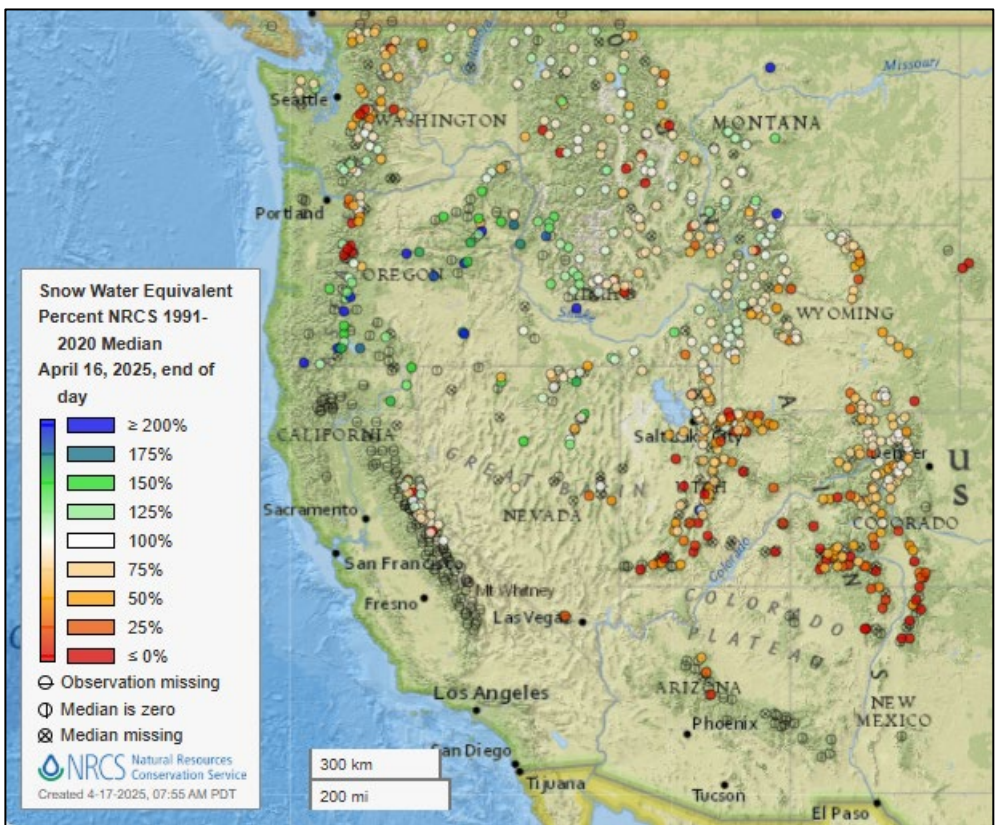 Missouri
Seattle
WASHINGTON
MONTANA
Portland
OREGON
WYOMING
Snow Water Equivalent
Percent NRCS 1991-
2020 Median
April 16, 2025, end of
day
≥ 200%
175%
150%
125%
100%
75%
50%
25%
≤ 0%
Observation missing
Median is zero
Median missing
NRCS Natural Resources
Conservation Service
Created 4-17-2025, 07:55 AM PDT
CALIFORNIA
GREAT BASIN
Salt Lake City
UTAH
Denver
US
NEVADA
COLORADO
Sacramento
San Francisco
Colorado
Mt Whitney
Fresno
Las Vegas
COLORADO
PLATEAU
Los Angeles
ARIZONA
NEW
MEXICO
Phoenix
San Diego
Tijuana
Tucson
El Paso
300 km
200 mi